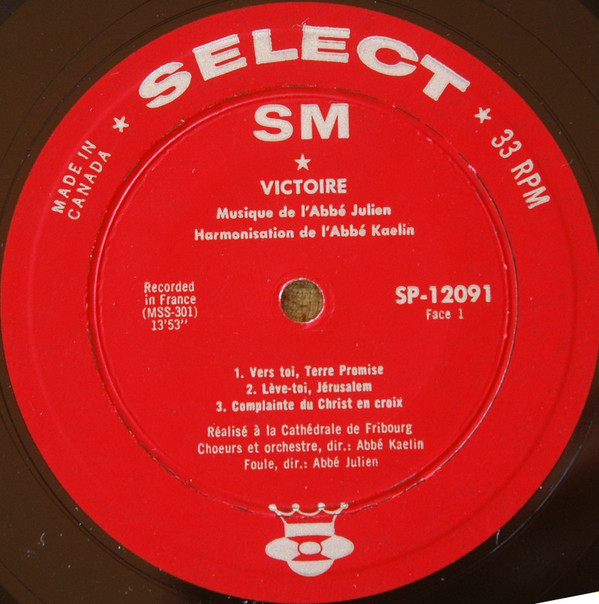 SELECT
MADE IN
CANADA
33 RPM
SM
VICTOIRE
Musique de l'Abbé Julien
Harmonisation de l'Abbé Kaelin
Recorded
in France
(MSS-301)
13'53"
SP-12091
Face 1
1. Vers toi, Terre Promise
2. Lève-toi, Jérusalem
3. Complainte du Christ en croix
Réalisé à la Cathédrale de Fribourg
Choeurs et orchestre, dir.: Abbé Kaelin
Foule, dir.: Abbé Julien